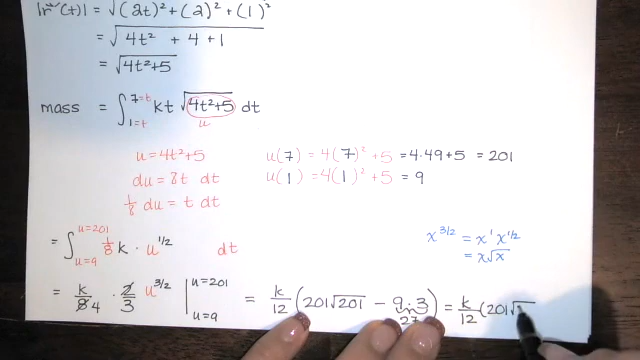 |r⃗'(t)| = √(2t)² + (2)² + (1)²
= √4t² + 4 + 1
= √4t²+5
mass = ∫ 7=t 1=t kt √4t²+5 dt
u
u = 4t²+5 u(7) = 4(7)² +5 = 4·49+5 = 201
du = 8t dt u(1) = 4(1)² +5 = 9
1/8 du = t dt
= ∫ u=201 u=9 1/8 k · u^1/2 dt
x^3/2 = x¹ x^1/2
= x√x
= k/8 4 · 2/3 u^3/2 | u=201 u=9 = k/12 (201√201 − 9·3) = k/12 (201√
27